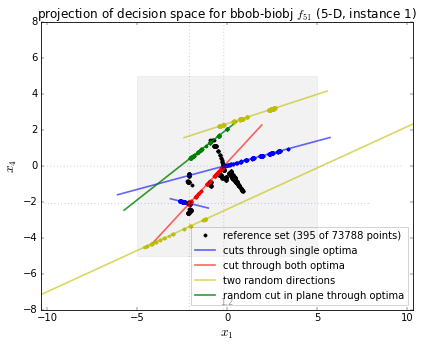 projection of decision space for bbob-biobj f₅₁ (5-D, instance 1)
8
6
4
2
0
−2
−4
−6
−8
x₄
reference set (395 of 73788 points)
cuts through single optima
cut through both optima
two random directions
random cut in plane through optima
1,2
−10
−5
0
5
10
x₁